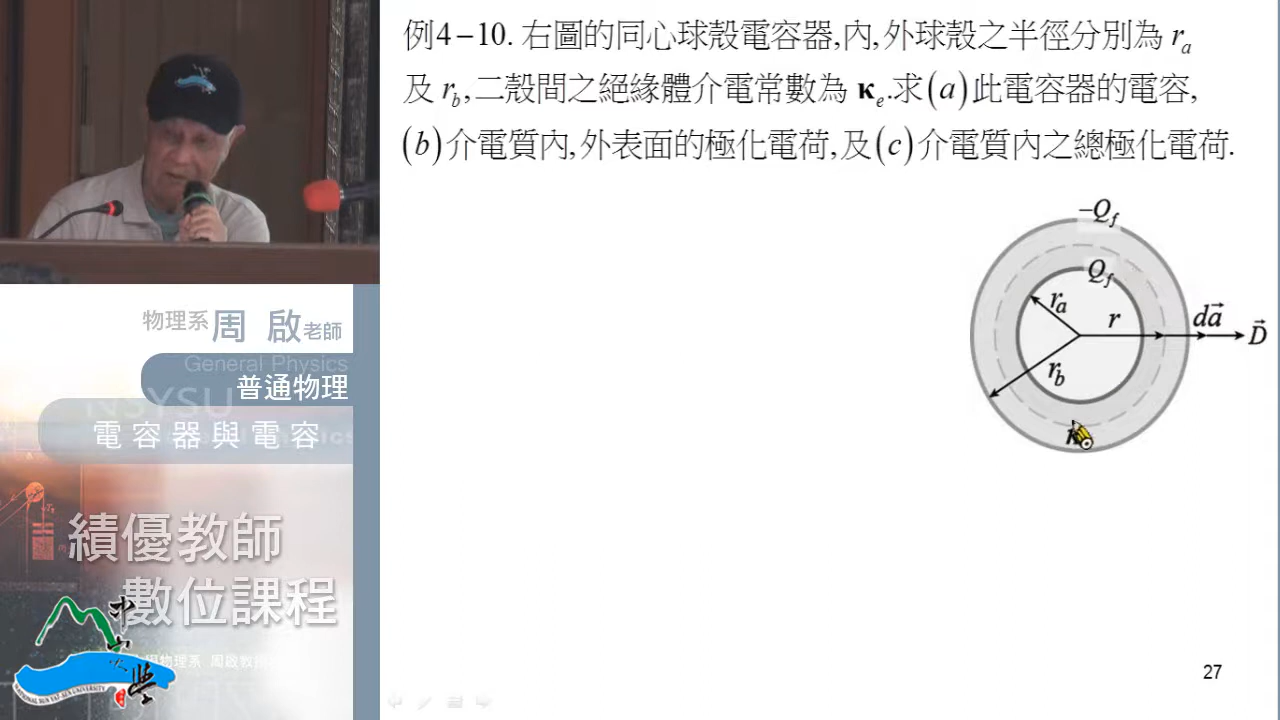 例4－10. 右圖的同心球殼電容器,內,外球殼之半徑分別為 rₐ
及 r_b,二殼間之絕緣體介電常數為 κₑ.求(a)此電容器的電容,
(b)介電質內,外表面的極化電荷,及(c)介電質內之總極化電荷.
−Q_f
Q_f
rₐ
r
da⃗
D⃗
r_b
物理系 周 啟 老師
General Physics
普通物理
NSYSU
電容器與電容
績優教師
數位課程
27